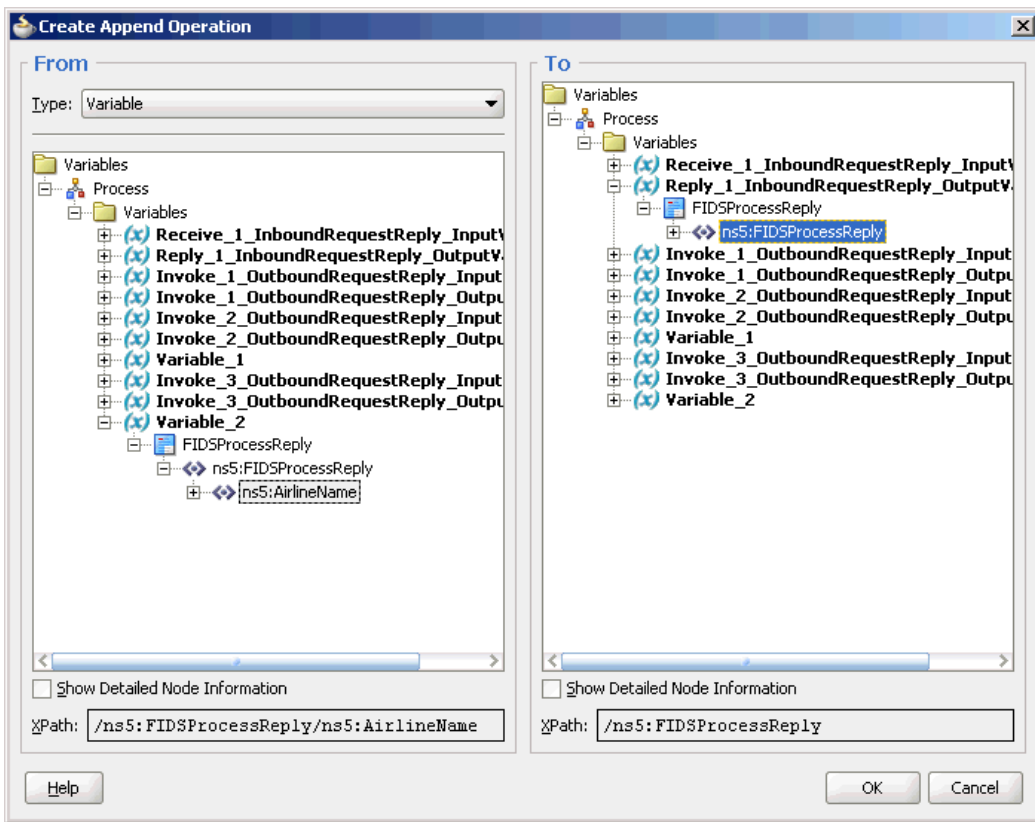 Create Append Operation
From
Type: Variable
Variables
Process
Variables
Receive_1_InboundRequestReply_InputV
Reply_1_InboundRequestReply_OutputV.
Invoke_1_OutboundRequestReply_Input
Invoke_1_OutboundRequestReply_Outpu
Invoke_2_OutboundRequestReply_Input
Invoke_2_OutboundRequestReply_Outpu
Variable_1
Invoke_3_OutboundRequestReply_Input
Invoke_3_OutboundRequestReply_Outpu
Variable_2
FIDSProcessReply
ns5:FIDSProcessReply
ns5:AirlineName
Show Detailed Node Information
XPath: /ns5:FIDSProcessReply/ns5:AirlineName
To
Variables
Process
Variables
Receive_1_InboundRequestReply_InputV
Reply_1_InboundRequestReply_OutputV.
FIDSProcessReply
ns5:FIDSProcessReply
Invoke_1_OutboundRequestReply_Input
Invoke_1_OutboundRequestReply_Outpu
Invoke_2_OutboundRequestReply_Input
Invoke_2_OutboundRequestReply_Outpu
Variable_1
Invoke_3_OutboundRequestReply_Input
Invoke_3_OutboundRequestReply_Outpu
Variable_2
Show Detailed Node Information
XPath: /ns5:FIDSProcessReply
Help
OK
Cancel